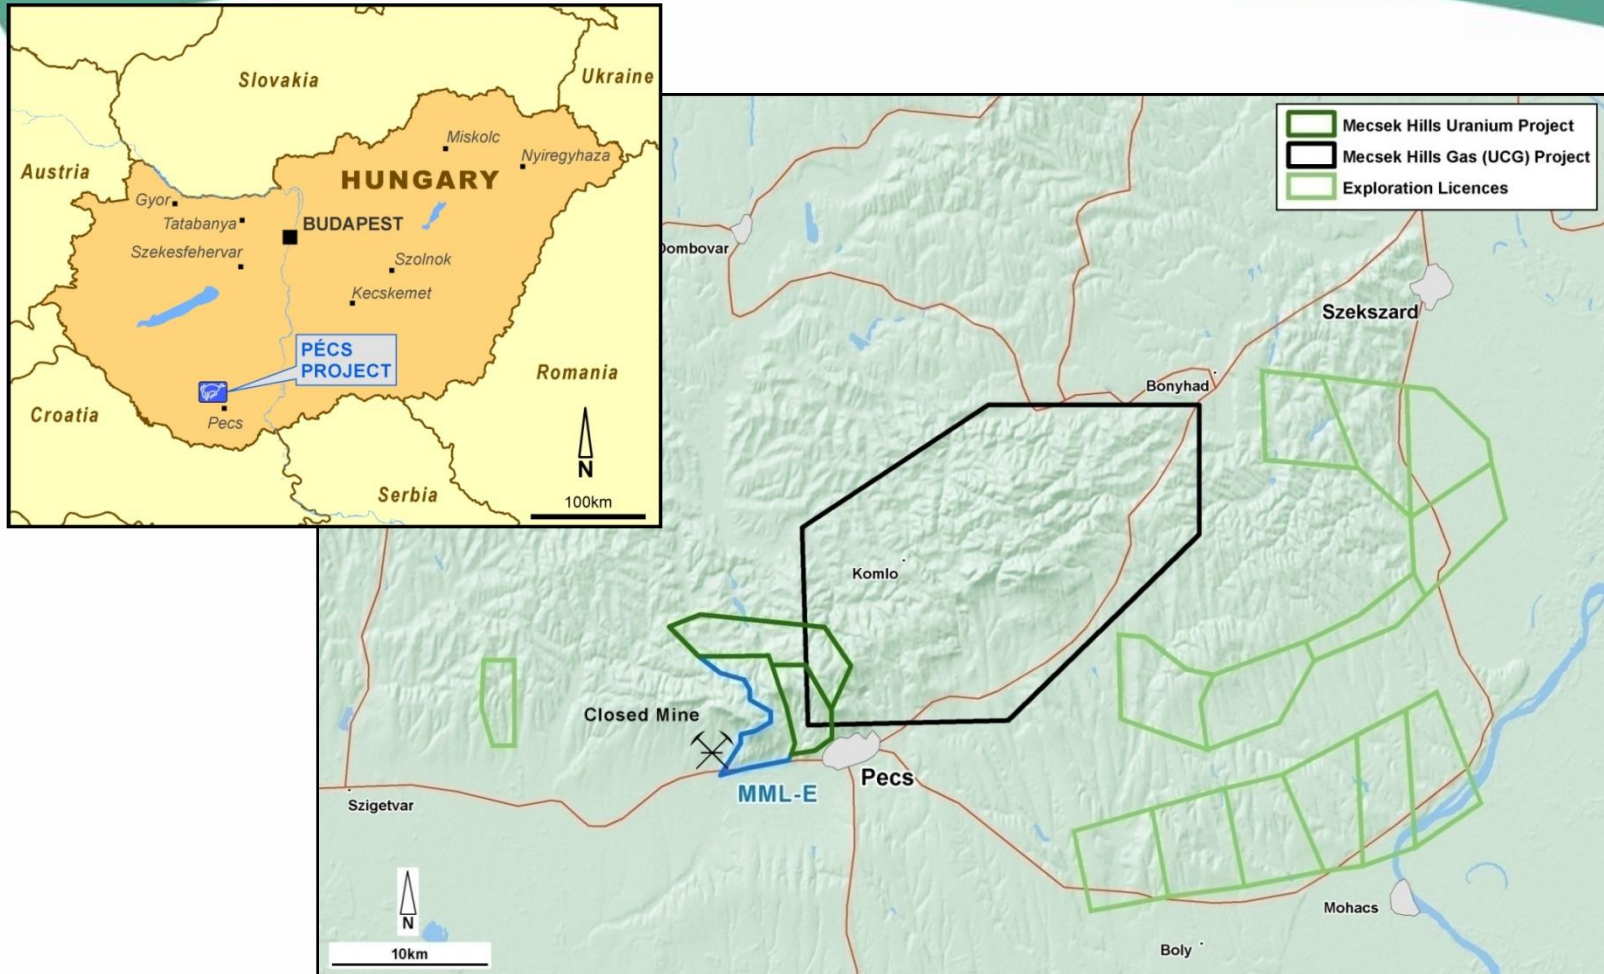 Slovakia
Ukraine
Austria
Miskolc
Nyiregyhaza
HUNGARY
Gyor
Tatabanya
BUDAPEST
Szekesfehervar
Szolnok
Kecskemet
PÉCS
PROJECT
Romania
Croatia
Pecs
N
Serbia
100km
Mecsek Hills Uranium Project
Mecsek Hills Gas (UCG) Project
Exploration Licences
Dombovar
Szekszard
Bonyhad
Komlo
Closed Mine
Pecs
MML-E
Szigetvar
N
10km
Mohacs
Boly